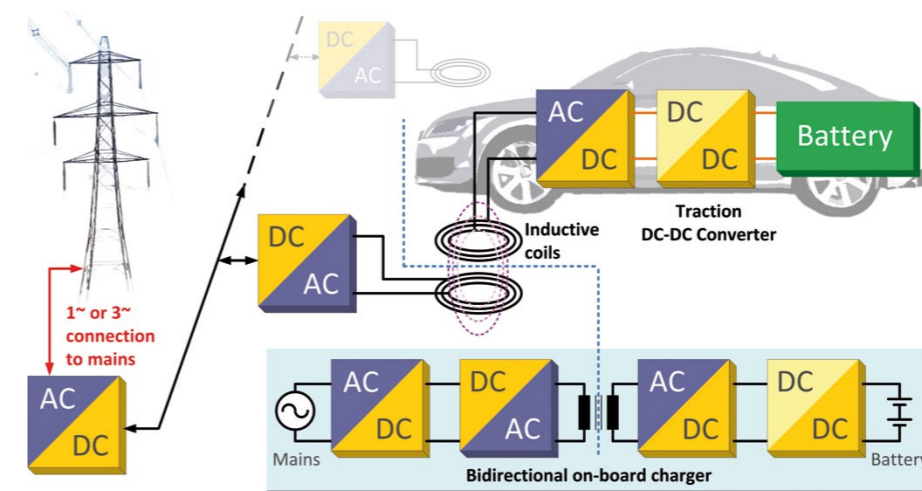 DC
AC
AC
DC
DC
DC
Battery
Traction
DC-DC Converter
Inductive
coils
DC
AC
1~ or 3~
connection
to mains
AC
DC
AC
DC
DC
AC
AC
DC
DC
DC
Mains
Battery
Bidirectional on-board charger